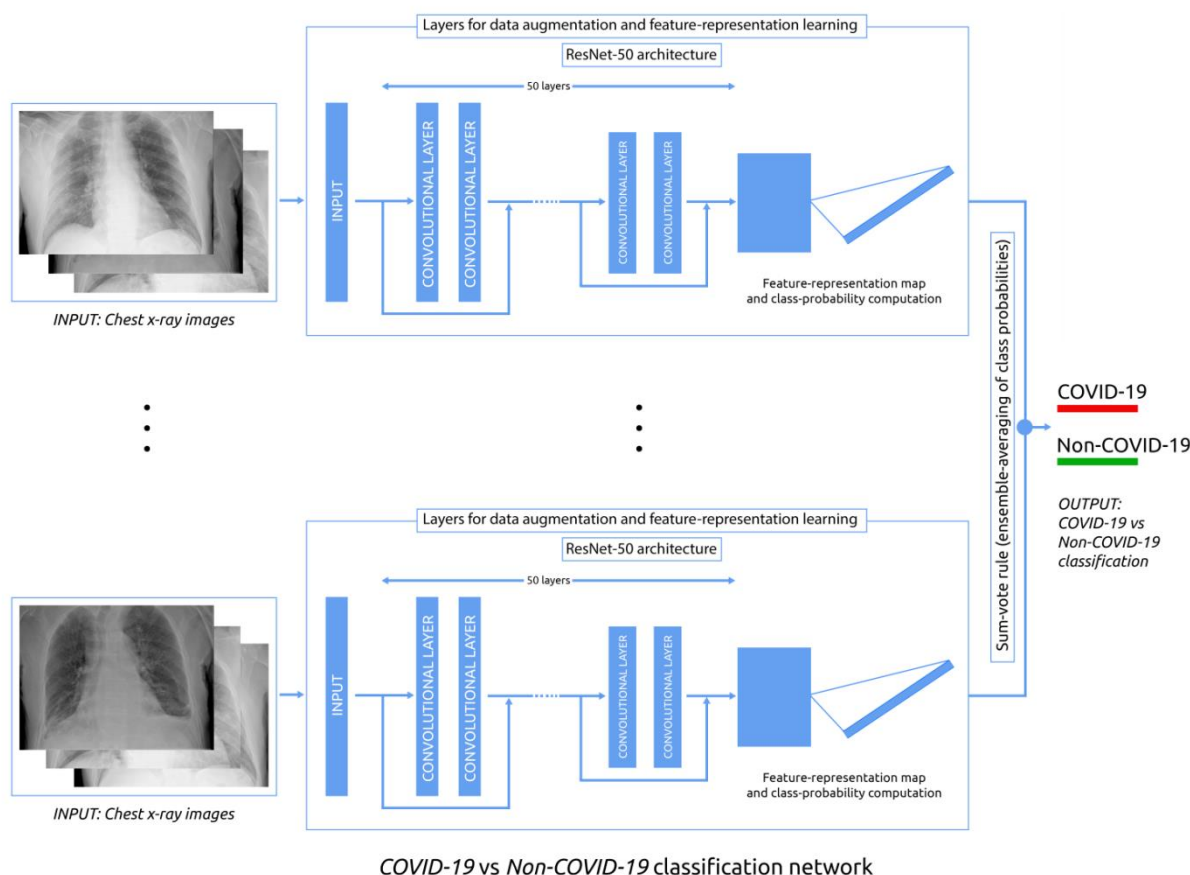 Layers for data augmentation and feature-representation learning
ResNet-50 architecture
50 layers
INPUT
CONVOLUTIONAL LAYER
CONVOLUTIONAL LAYER
CONVOLUTIONAL LAYER
CONVOLUTIONAL LAYER
Feature-representation map
and class-probability computation
INPUT: Chest x-ray images
Sum-vote rule (ensemble-averaging of class probabilities)
COVID-19
Non-COVID-19
OUTPUT:
COVID-19 vs
Non-COVID-19
classification
Layers for data augmentation and feature-representation learning
ResNet-50 architecture
50 layers
INPUT
CONVOLUTIONAL LAYER
CONVOLUTIONAL LAYER
CONVOLUTIONAL LAYER
CONVOLUTIONAL LAYER
Feature-representation map
and class-probability computation
INPUT: Chest x-ray images
COVID-19 vs Non-COVID-19 classification network